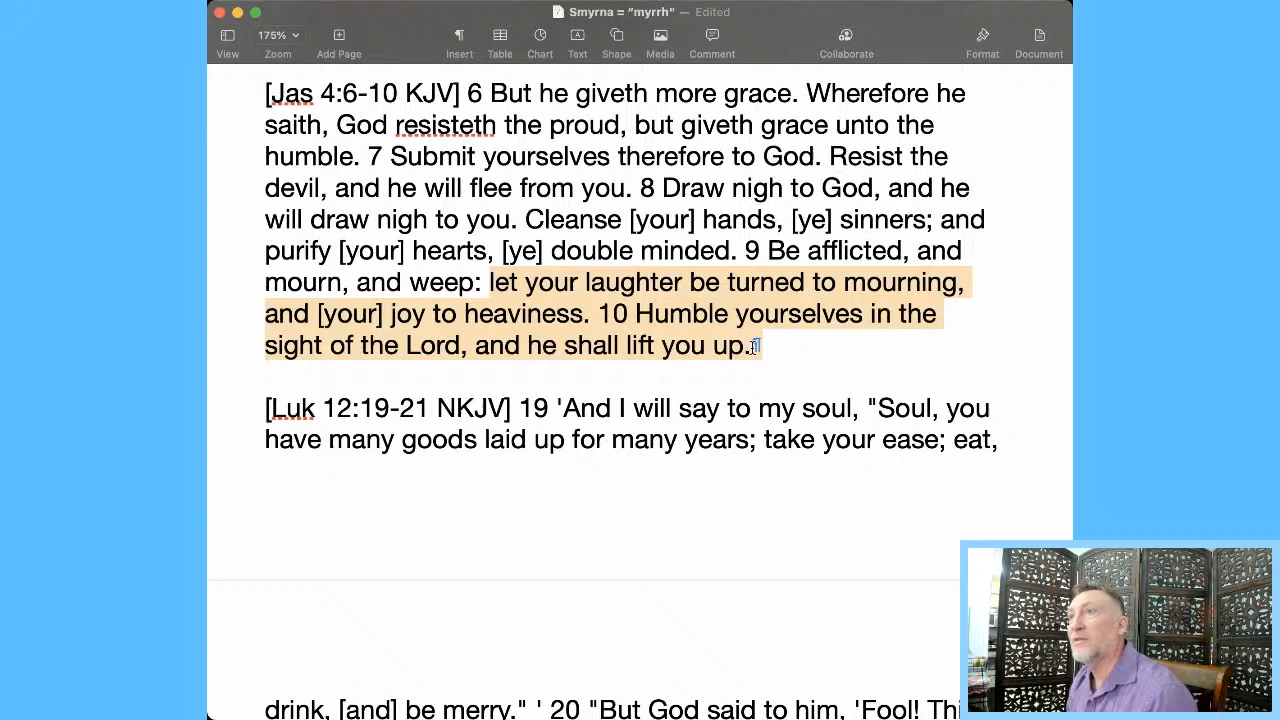 Smyrna = "myrrh" — Edited
175%
View Zoom Add Page Insert Table Chart Text Shape Media Comment Collaborate Format Document
[Jas 4:6-10 KJV] 6 But he giveth more grace. Wherefore he
saith, God resisteth the proud, but giveth grace unto the
humble. 7 Submit yourselves therefore to God. Resist the
devil, and he will flee from you. 8 Draw nigh to God, and he
will draw nigh to you. Cleanse [your] hands, [ye] sinners; and
purify [your] hearts, [ye] double minded. 9 Be afflicted, and
mourn, and weep: let your laughter be turned to mourning,
and [your] joy to heaviness. 10 Humble yourselves in the
sight of the Lord, and he shall lift you up.
[Luk 12:19-21 NKJV] 19 'And I will say to my soul, "Soul, you
have many goods laid up for many years; take your ease; eat,
drink, [and] be merry." ' 20 "But God said to him, 'Fool!